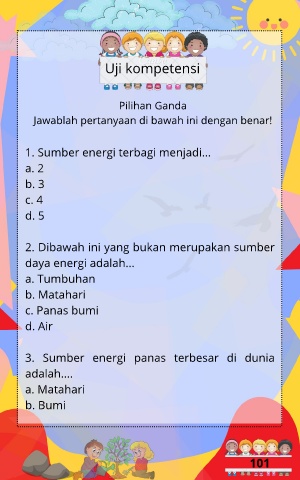 Uji kompetensi
Pilihan Ganda
Jawablah pertanyaan di bawah ini dengan benar!
1. Sumber energi terbagi menjadi...
a. 2
b. 3
c. 4
d. 5
2. Dibawah ini yang bukan merupakan sumber
daya energi adalah...
a. Tumbuhan
b. Matahari
c. Panas bumi
d. Air
3. Sumber energi panas terbesar di dunia
adalah....
a. Matahari
b. Bumi
101